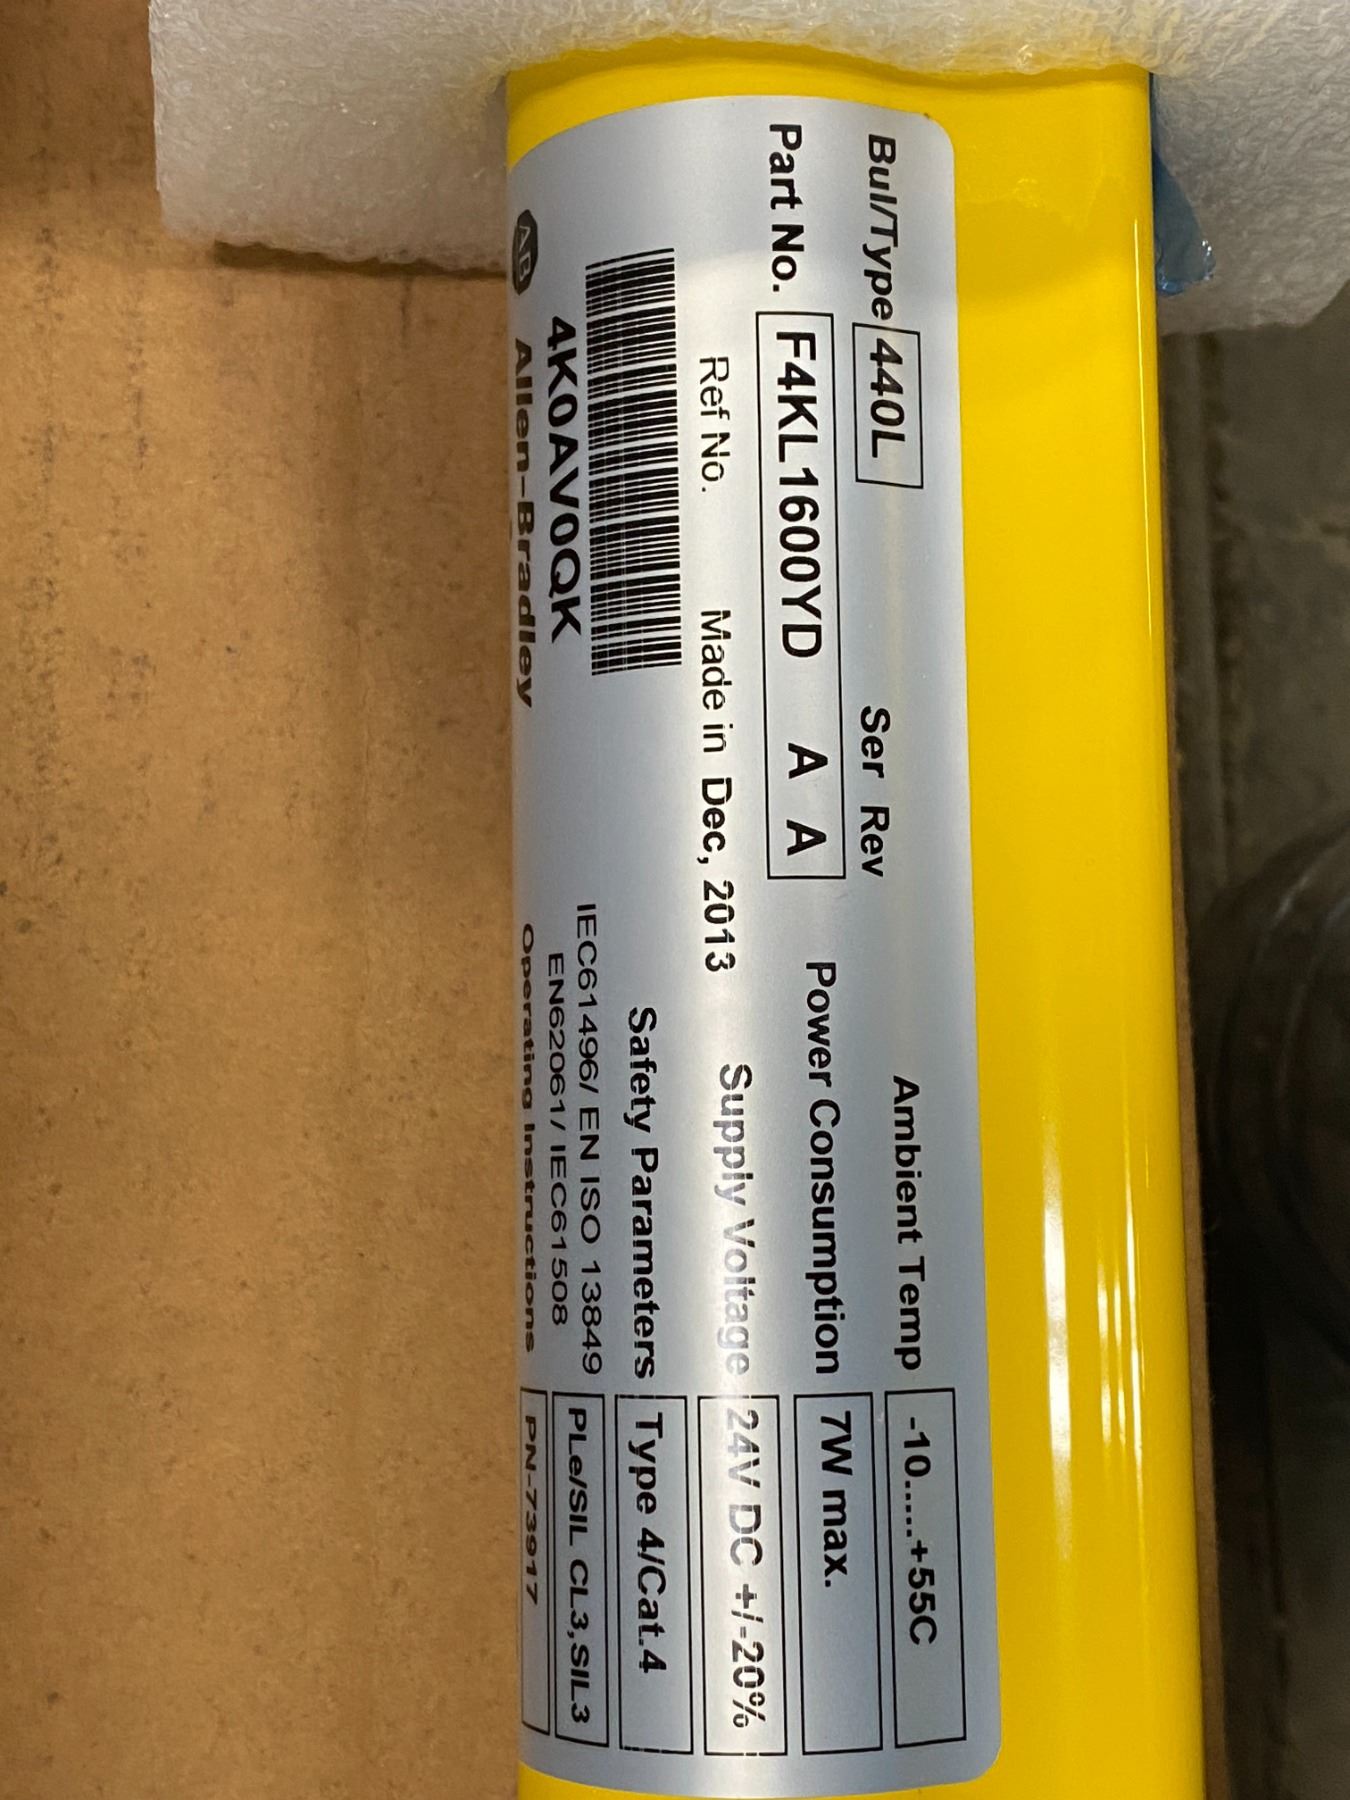 Bul/Type 440L Ser Rev
Part No. F4KL1600YD A A
Ref No. Made in Dec, 2013
4K0AV0QK
AB Allen-Bradley
Ambient Temp -10.....+55C
Power Consumption 7W max.
Supply Voltage 24V DC +/-20%
Safety Parameters Type 4/Cat.4
IEC61496/ EN ISO 13849
EN62061/ IEC61508 PLe/SIL CL3,SIL3
Operating Instructions PN-73917